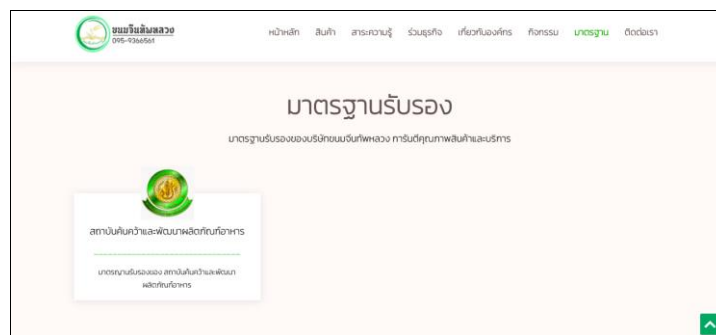 ขนมจีนทัพหลวง
095-9366561
หน้าหลัก สินค้า สาระความรู้ ร่วมธุรกิจ เกี่ยวกับองค์กร กิจกรรม มาตรฐาน ติดต่อเรา
มาตรฐานรับรอง
มาตรฐานรับรองของบริษัทขนมจีนทัพหลวง การันตีคุณภาพสินค้าและบริการ
สถาบันค้นคว้าและพัฒนาผลิตภัณฑ์อาหาร
มาตรฐานรับรองของ สถาบันค้นคว้าและพัฒนา
ผลิตภัณฑ์อาหาร